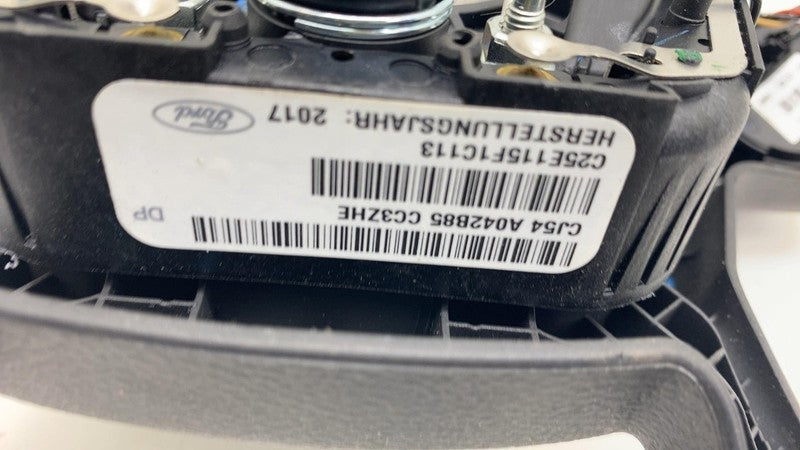 Ford
HERSTELLUNGSJAHR: 2017
C25E115F1C113
CJ54 A042B85 CC3ZHE
DP